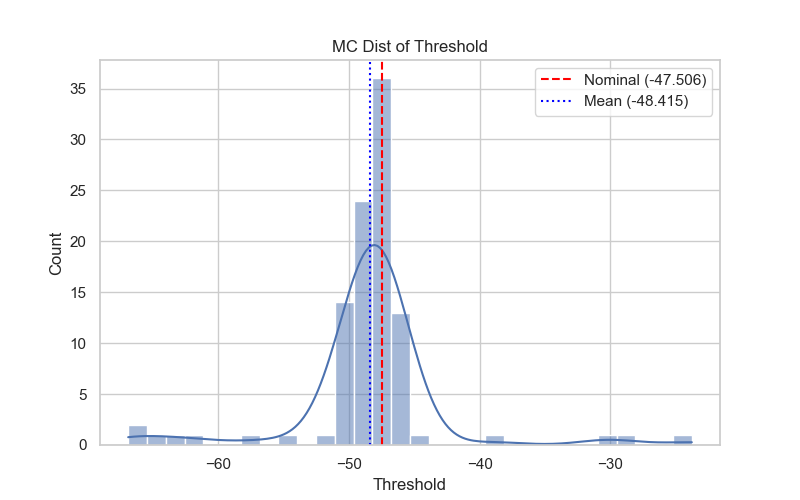 MC Dist of Threshold
Nominal (-47.506)
Mean (-48.415)
35
30
25
20
15
10
5
0
Count
−60
−50
−40
−30
Threshold